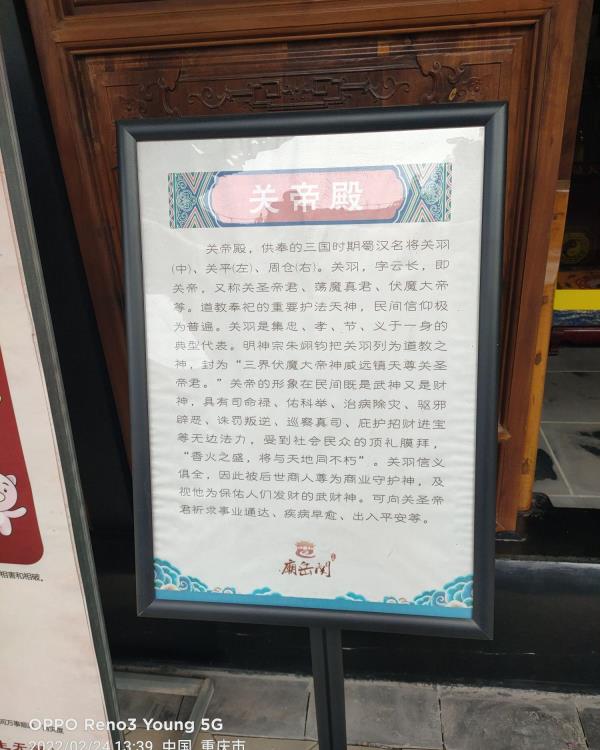 关帝殿
关帝殿，供奉的三国时期蜀汉名将关羽
(中)、关平(左)、周仓(右)。关羽，字云长，即
关帝，又称关圣帝君、荡魔真君、伏魔大帝
等。道教奉祀的重要护法天神，民间信仰极
为普遍。关羽是集忠、孝、节、义于一身的
典型代表。明神宗朱翊钧把关羽列为道教之
神，封为“三界伏魔大帝神威远镇天尊关圣
帝君。”关帝的形象在民间既是武神又是财
神，具有司命禄、佑科举、治病除灾、驱邪
辟恶、诛罚叛逆、巡察真司、庇护招财进宝
等无边法力，受到社会民众的顶礼膜拜，
“香火之盛，将与天地同不朽”。关羽信义
俱全，因此被后世商人尊为商业守护神，及
视他为保佑人们发财的武财神。可向关圣帝
君祈求事业通达、疾病早愈、出入平安等。
相害和相破。
OPPO Reno3 Young 5G
2022/02/24 13:39 中国·重庆市